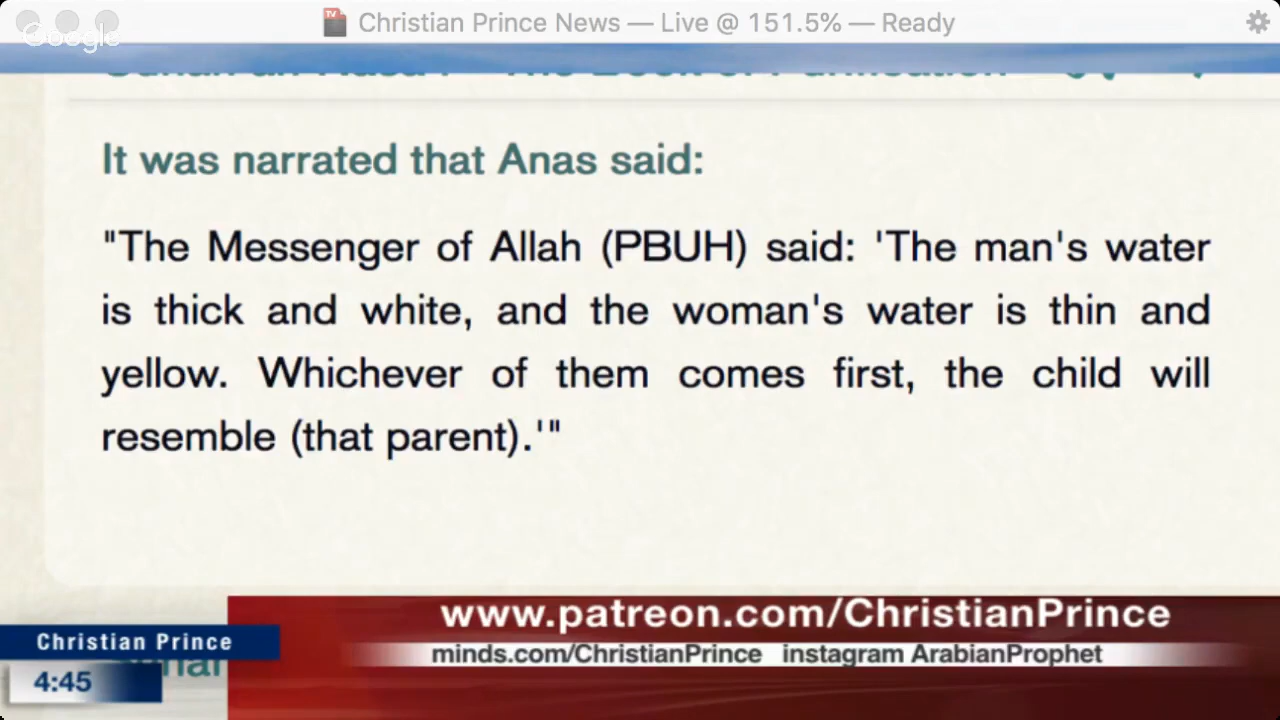 Christian Prince News — Live @ 151.5% — Ready
Google
It was narrated that Anas said:
"The Messenger of Allah (PBUH) said: 'The man's water
is thick and white, and the woman's water is thin and
yellow. Whichever of them comes first, the child will
resemble (that parent).'"
www.patreon.com/ChristianPrince
Christian Prince
minds.com/ChristianPrince instagram ArabianProphet
4:45